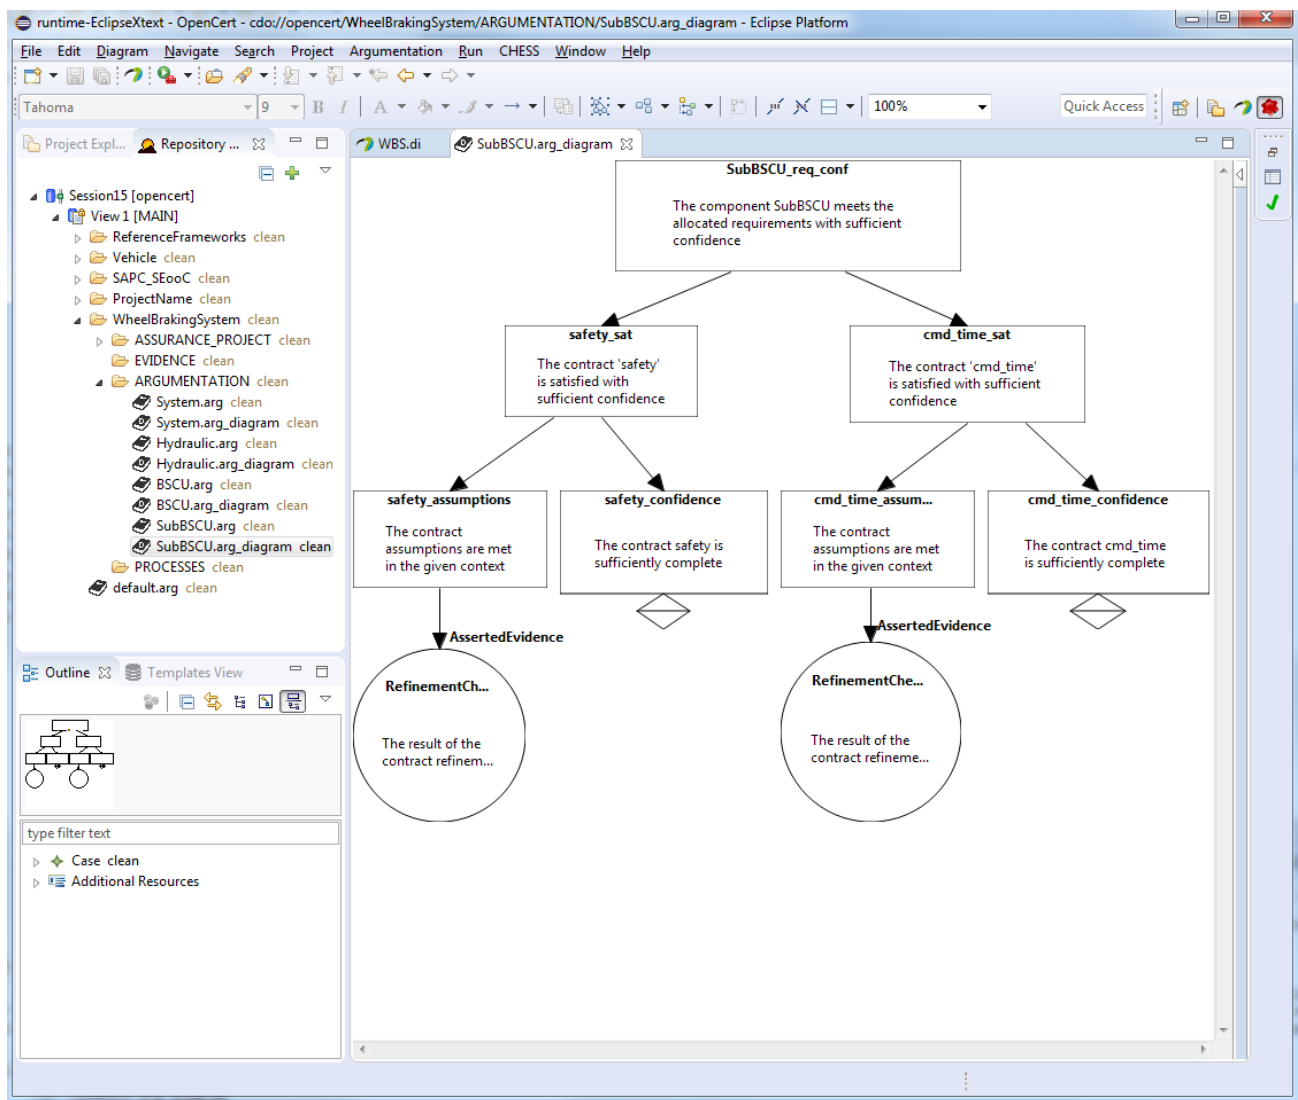 runtime-EclipseXtext - OpenCert - cdo://opencert/WheelBrakingSystem/ARGUMENTATION/SubBSCU.arg_diagram - Eclipse Platform
File Edit Diagram Navigate Search Project Argumentation Run CHESS Window Help
Tahoma 9 B I A 100% Quick Access
Project Expl... Repository ...
WBS.di SubBSCU.arg_diagram
Session15 [opencert]
View 1 [MAIN]
ReferenceFrameworks clean
Vehicle clean
SAPC_SEooC clean
ProjectName clean
WheelBrakingSystem clean
ASSURANCE_PROJECT clean
EVIDENCE clean
ARGUMENTATION clean
System.arg clean
System.arg_diagram clean
Hydraulic.arg clean
Hydraulic.arg_diagram clean
BSCU.arg clean
BSCU.arg_diagram clean
SubBSCU.arg clean
SubBSCU.arg_diagram clean
PROCESSES clean
default.arg clean
Outline Templates View
type filter text
Case clean
Additional Resources
SubBSCU_req_conf
The component SubBSCU meets the
allocated requirements with sufficient
confidence
safety_sat
The contract 'safety'
is satisfied with
sufficient confidence
cmd_time_sat
The contract 'cmd_time'
is satisfied with sufficient
confidence
safety_assumptions
The contract
assumptions are met
in the given context
safety_confidence
The contract safety is
sufficiently complete
cmd_time_assum...
The contract
assumptions are met
in the given context
cmd_time_confidence
The contract cmd_time
is sufficiently complete
AssertedEvidence
RefinementCh...
The result of the
contract refinem...
AssertedEvidence
RefinementChe...
The result of the
contract refineme...